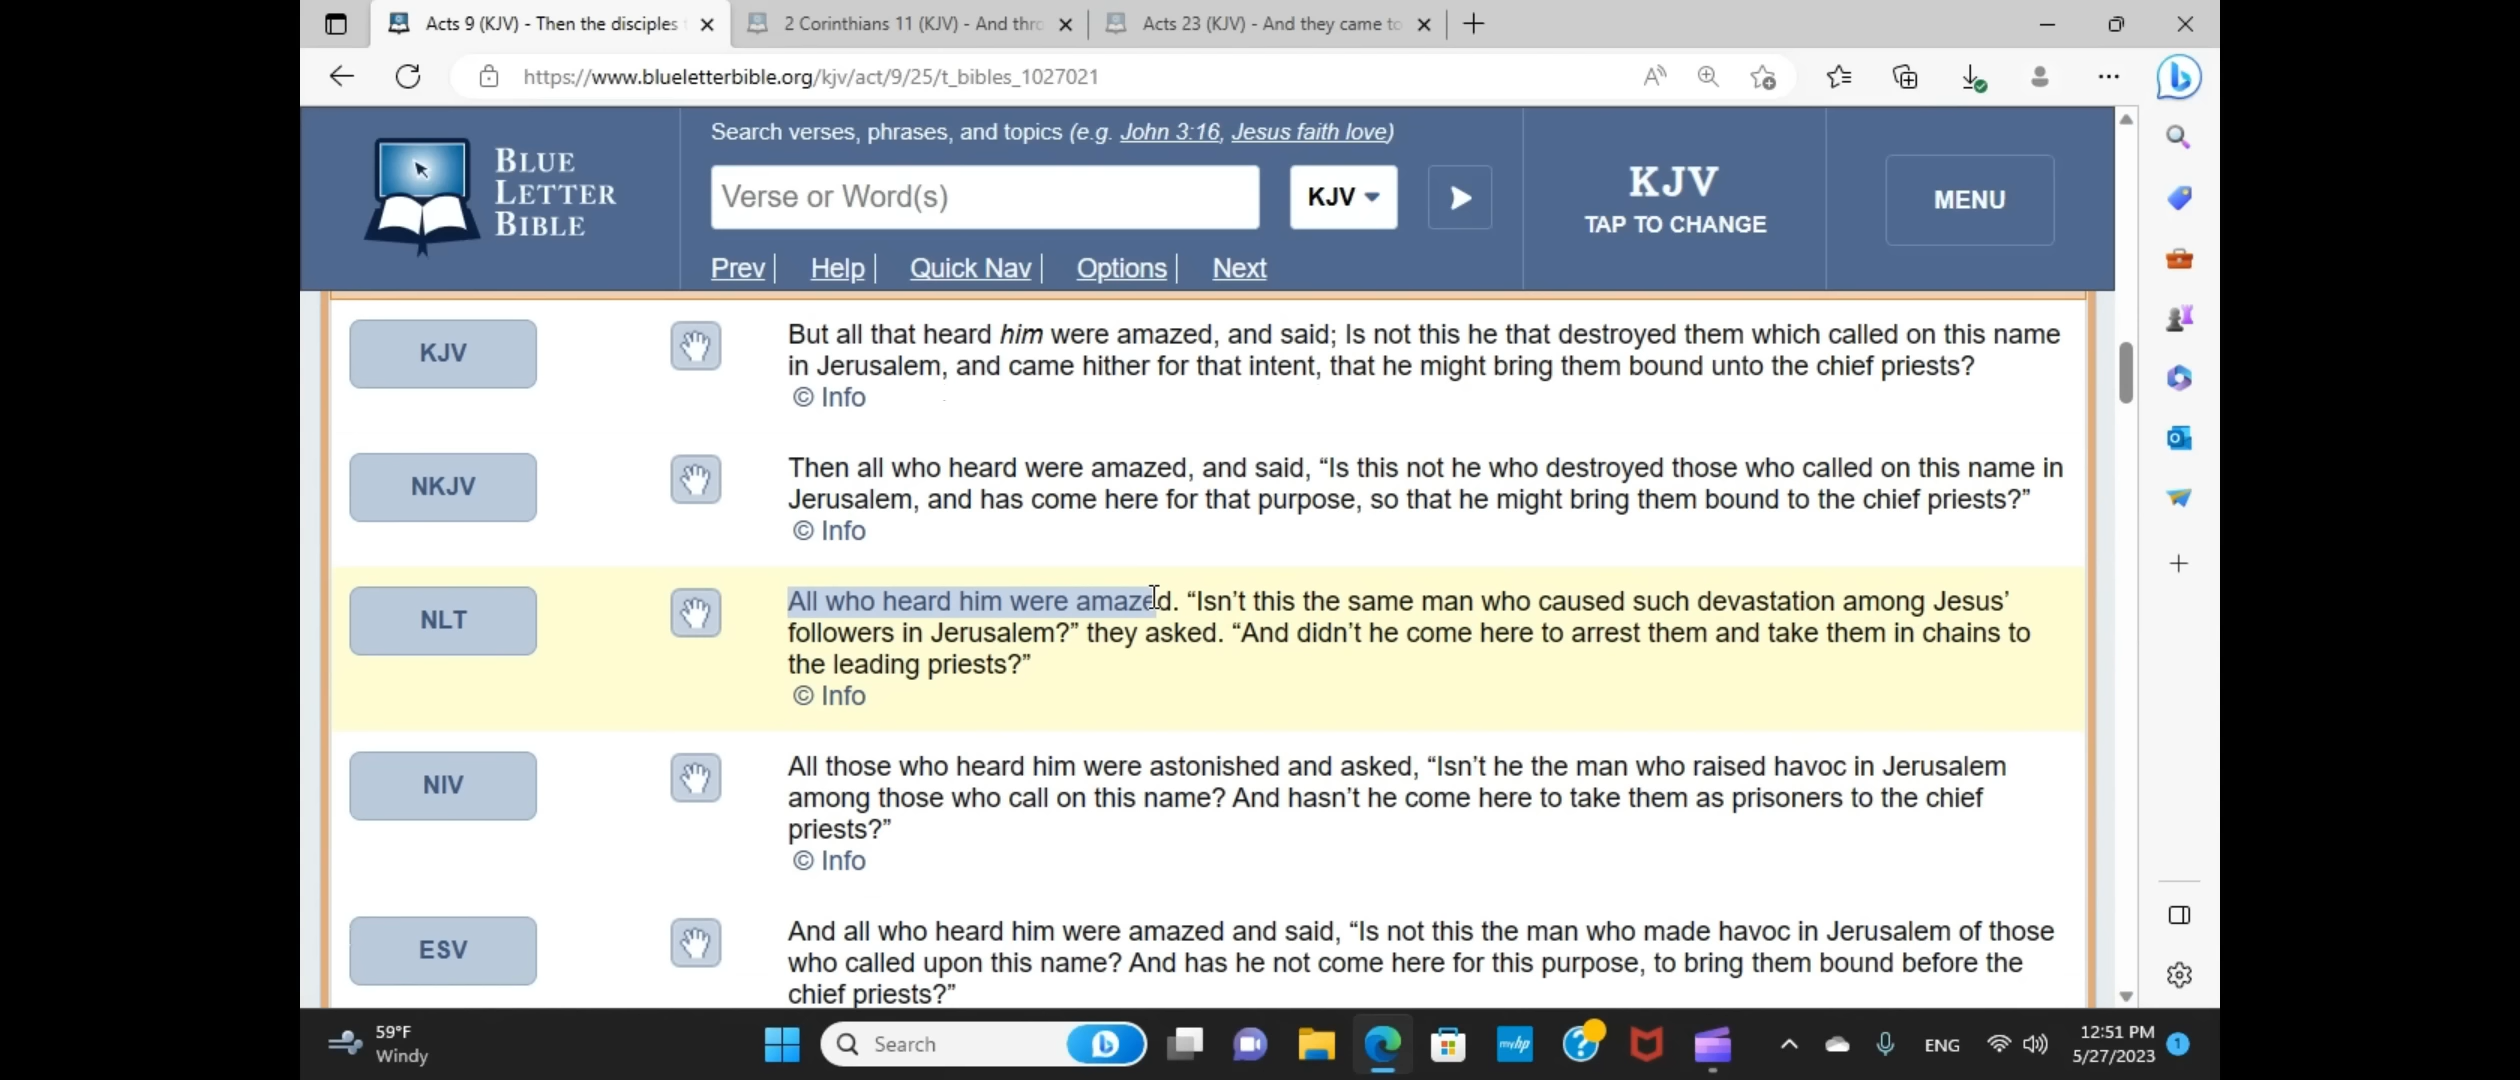 Acts 9 (KJV) - Then the disciples t
2 Corinthians 11 (KJV) - And thro
Acts 23 (KJV) - And they came to
https://www.blueletterbible.org/kjv/act/9/25/t_bibles_1027021
BLUE
LETTER
BIBLE
Search verses, phrases, and topics (e.g. John 3:16, Jesus faith love)
Verse or Word(s)
KJV
KJV
TAP TO CHANGE
MENU
Prev | Help | Quick Nav | Options | Next
KJV
But all that heard him were amazed, and said; Is not this he that destroyed them which called on this name
in Jerusalem, and came hither for that intent, that he might bring them bound unto the chief priests?
© Info
NKJV
Then all who heard were amazed, and said, “Is this not he who destroyed those who called on this name in
Jerusalem, and has come here for that purpose, so that he might bring them bound to the chief priests?”
© Info
NLT
All who heard him were amazed. “Isn’t this the same man who caused such devastation among Jesus’
followers in Jerusalem?” they asked. “And didn’t he come here to arrest them and take them in chains to
the leading priests?”
© Info
NIV
All those who heard him were astonished and asked, “Isn’t he the man who raised havoc in Jerusalem
among those who call on this name? And hasn’t he come here to take them as prisoners to the chief
priests?”
© Info
ESV
And all who heard him were amazed and said, “Is not this the man who made havoc in Jerusalem of those
who called upon this name? And has he not come here for this purpose, to bring them bound before the
chief priests?”
59°F
Windy
Search
myhp
ENG
12:51 PM
5/27/2023
1